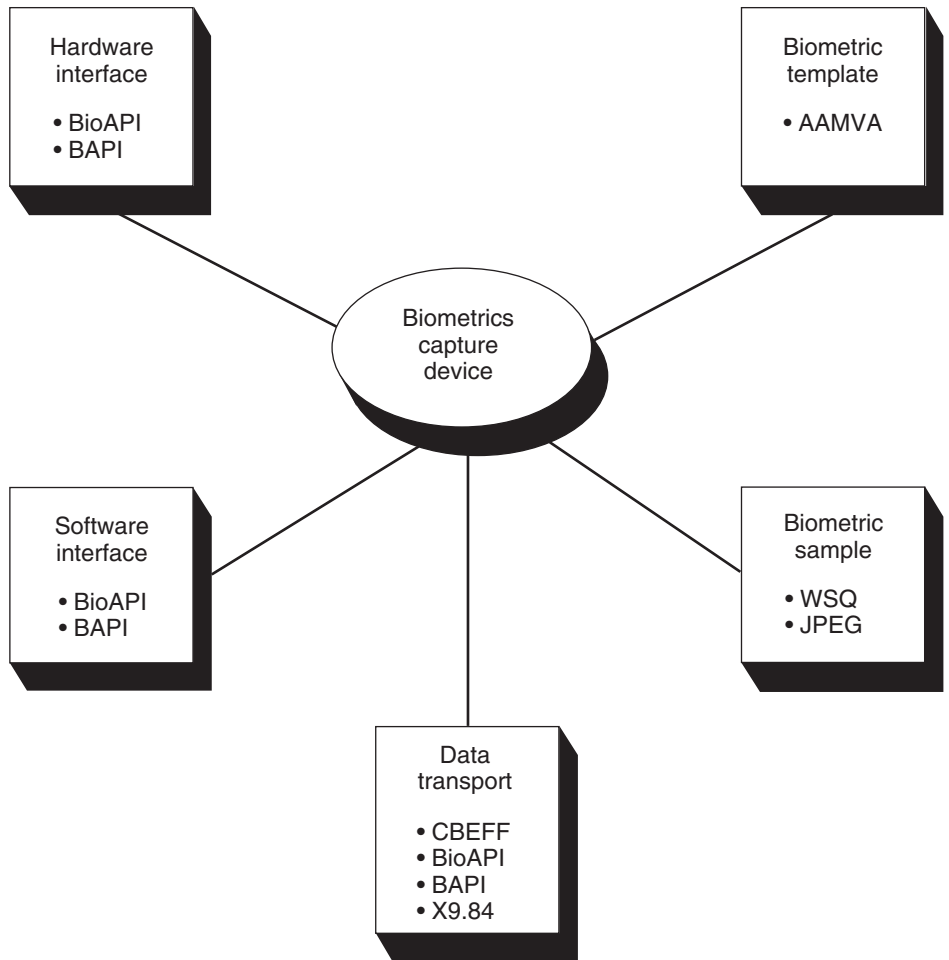 Hardware
interface
• BioAPI
• BAPI
Biometric
template
• AAMVA
Biometrics
capture
device
Software
interface
• BioAPI
• BAPI
Biometric
sample
• WSQ
• JPEG
Data
transport
• CBEFF
• BioAPI
• BAPI
• X9.84